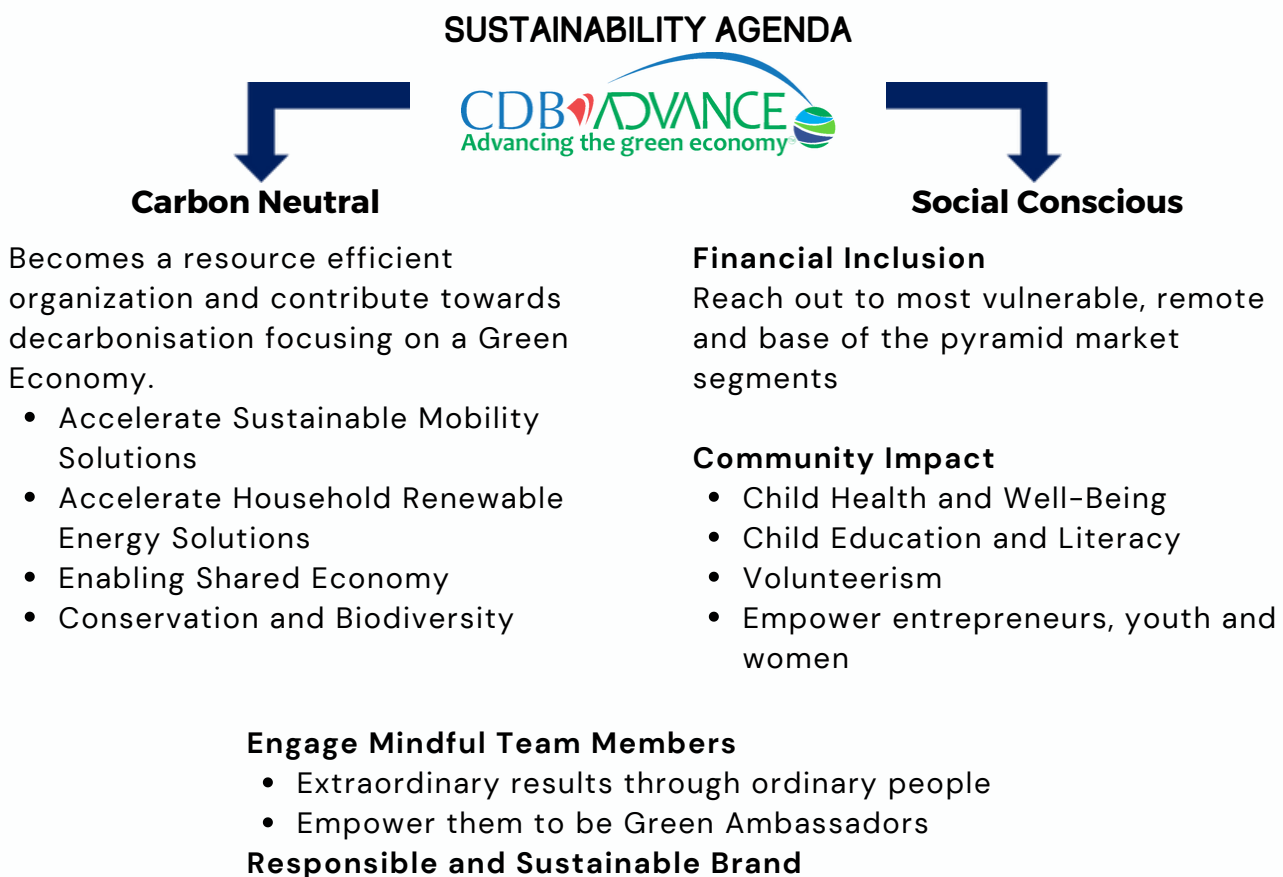 SUSTAINABILITY AGENDA
CDB ADVANCE
Advancing the green economy
Carbon Neutral
Becomes a resource efficient
organization and contribute towards
decarbonisation focusing on a Green
Economy.
• Accelerate Sustainable Mobility
Solutions
• Accelerate Household Renewable
Energy Solutions
• Enabling Shared Economy
• Conservation and Biodiversity
Social Conscious
Financial Inclusion
Reach out to most vulnerable, remote
and base of the pyramid market
segments
Community Impact
• Child Health and Well-Being
• Child Education and Literacy
• Volunteerism
• Empower entrepreneurs, youth and
women
Engage Mindful Team Members
• Extraordinary results through ordinary people
• Empower them to be Green Ambassadors
Responsible and Sustainable Brand